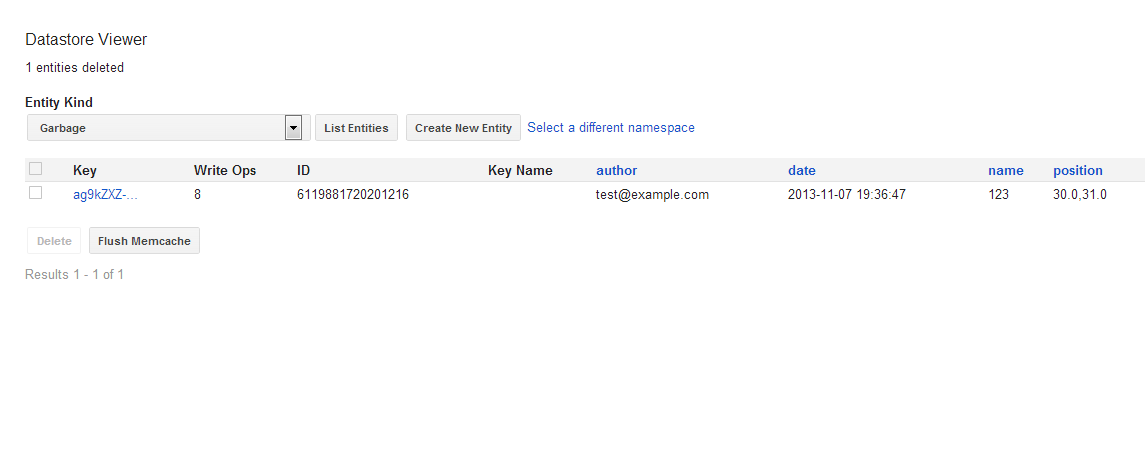 Datastore Viewer
1 entities deleted
Entity Kind
Garbage List Entities Create New Entity Select a different namespace
Key Write Ops ID Key Name author date name position
ag9kZXZ-... 8 6119881720201216 test@example.com 2013-11-07 19:36:47 123 30.0,31.0
Delete Flush Memcache
Results 1 - 1 of 1